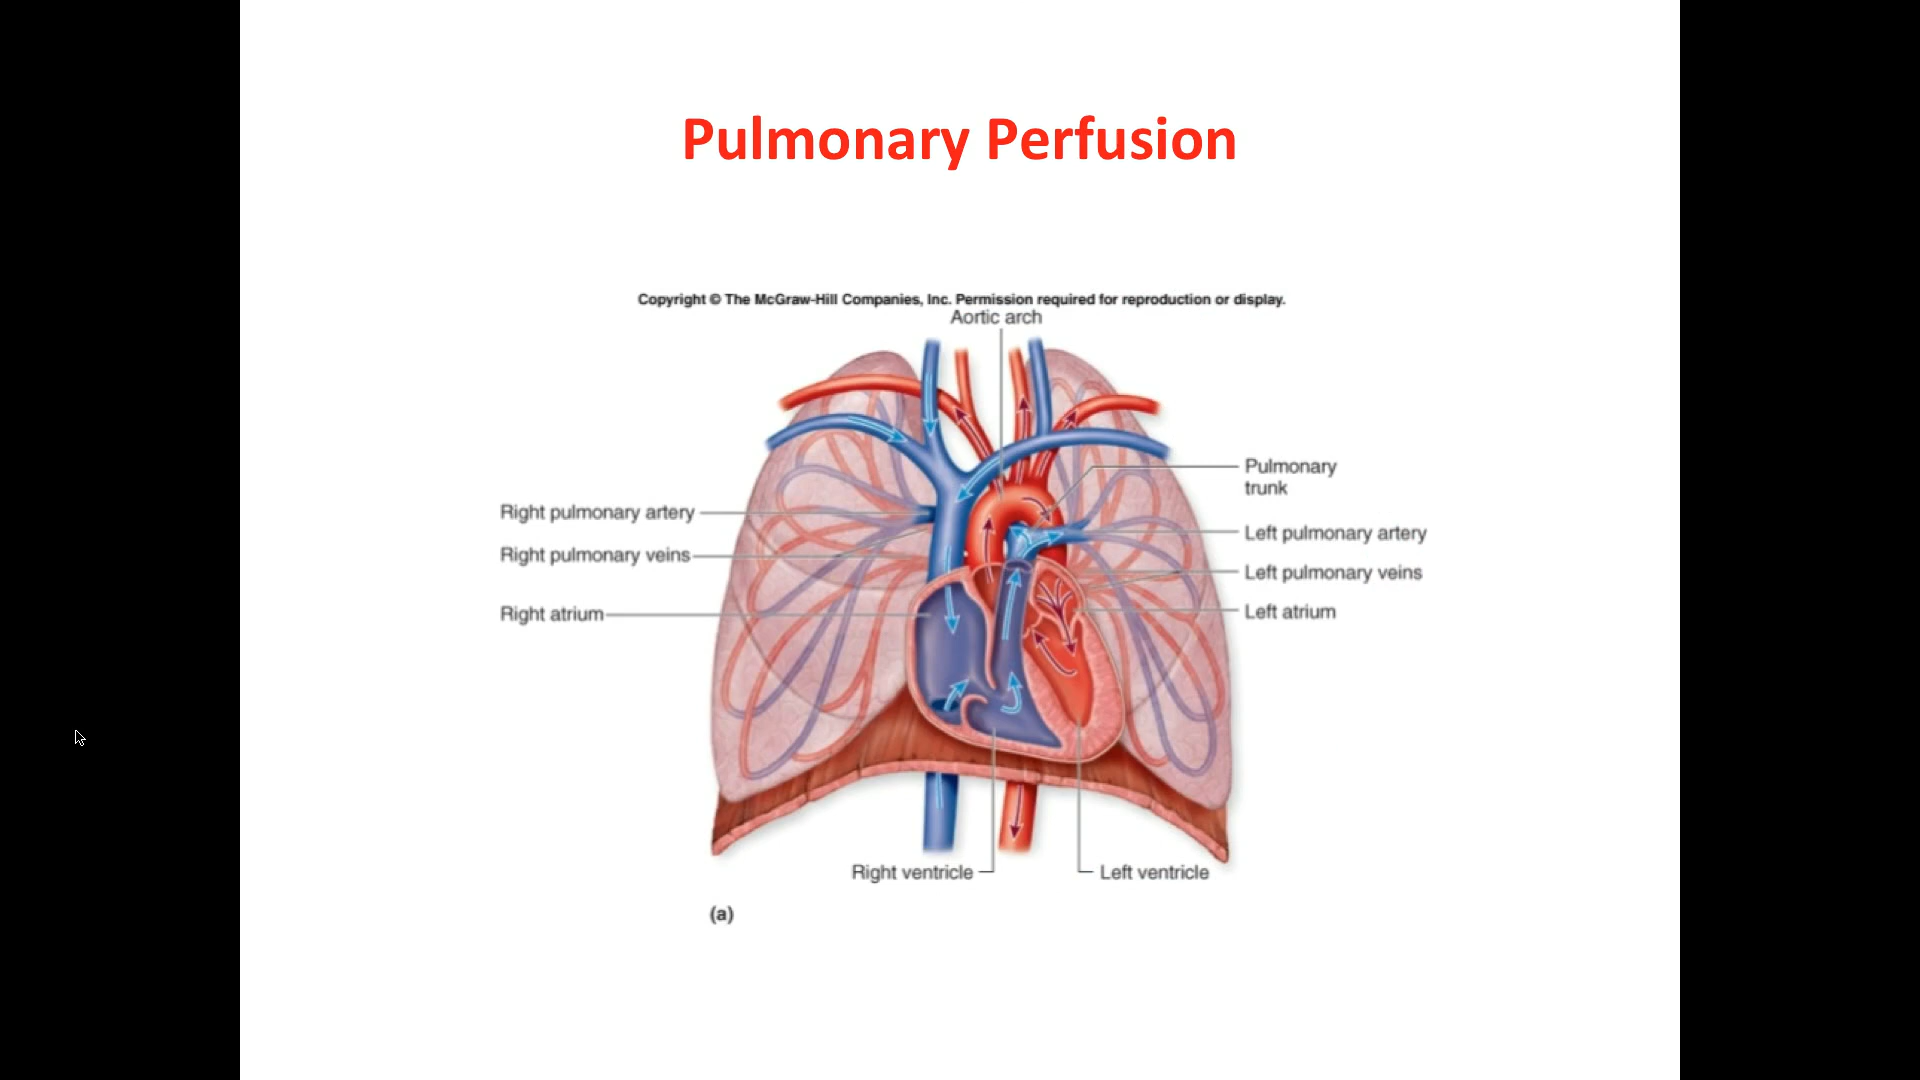 Pulmonary Perfusion
Copyright © The McGraw-Hill Companies, Inc. Permission required for reproduction or display.
Aortic arch
Pulmonary
trunk
Right pulmonary artery
Left pulmonary artery
Right pulmonary veins
Left pulmonary veins
Right atrium
Left atrium
Right ventricle
Left ventricle
(a)